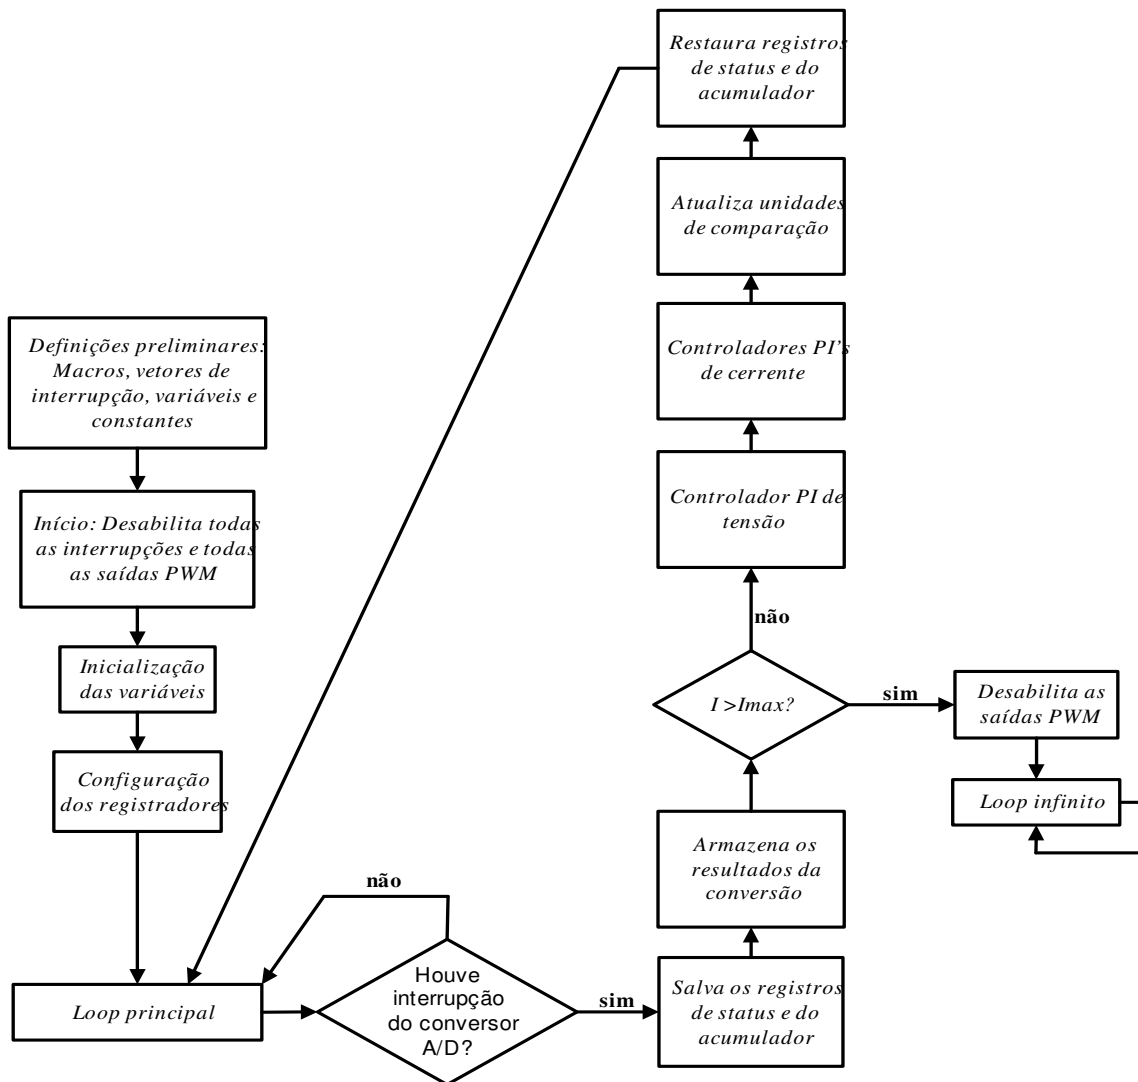 Definições preliminares:
Macros, vetores de
interrupção, variáveis e
constantes
Início: Desabilita todas
as interrupções e todas
as saídas PWM
Inicialização
das variáveis
Configuração
dos registradores
Loop principal
não
Houve
interrupção
do conversor
A/D?
sim
Salva os registros
de status e do
acumulador
Armazena os
resultados da
conversão
I >Imax?
sim
Desabilita as
saídas PWM
Loop infinito
não
Controlador PI de
tensão
Controladores PI's
de cerrente
Atualiza unidades
de comparação
Restaura registros
de status e do
acumulador